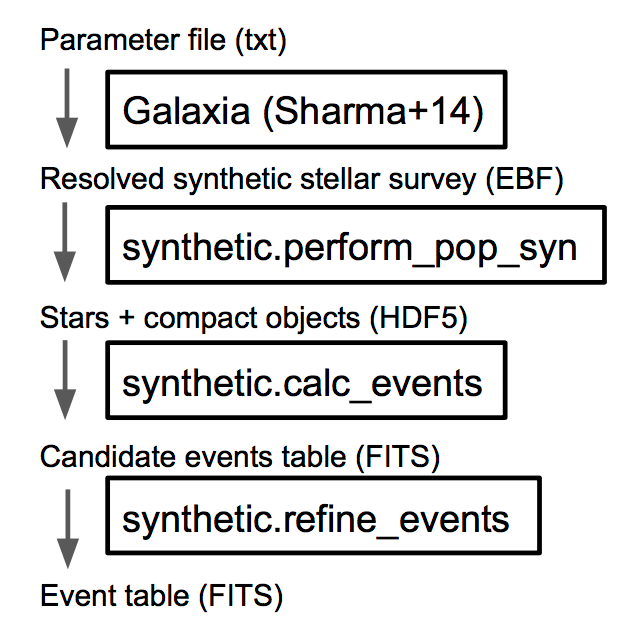 Parameter file (txt)
Galaxia (Sharma+14)
Resolved synthetic stellar survey (EBF)
synthetic.perform_pop_syn
Stars + compact objects (HDF5)
synthetic.calc_events
Candidate events table (FITS)
synthetic.refine_events
Event table (FITS)